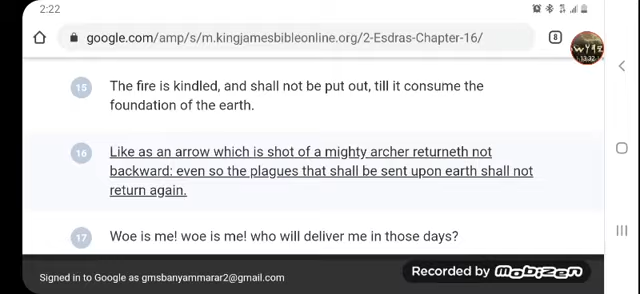 2:22
google.com/amp/s/m.kingjamesbibleonline.org/2-Esdras-Chapter-16/
8
13:32
15 The fire is kindled, and shall not be put out, till it consume the
foundation of the earth.
16 Like as an arrow which is shot of a mighty archer returneth not
backward: even so the plagues that shall be sent upon earth shall not
return again.
17 Woe is me! woe is me! who will deliver me in those days?
Signed in to Google as gmsbanyammarar2@gmail.com
Recorded by Mobizen